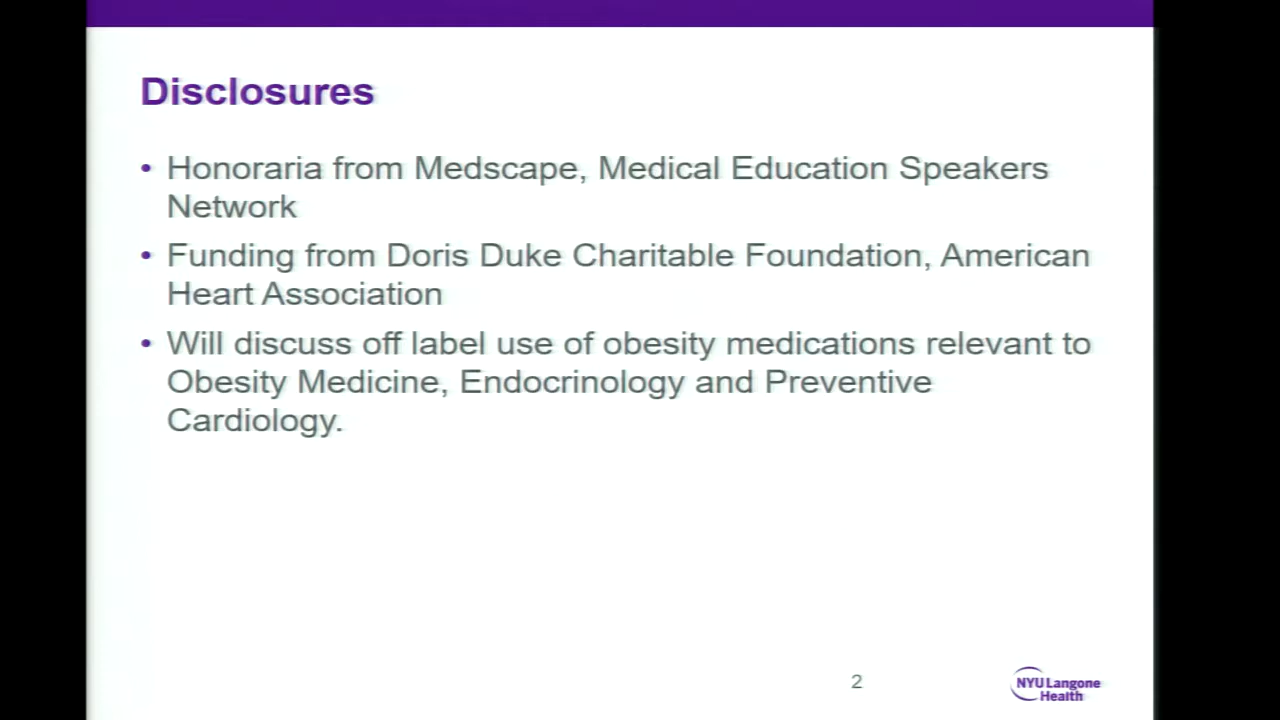 Disclosures
• Honoraria from Medscape, Medical Education Speakers
Network
• Funding from Doris Duke Charitable Foundation, American
Heart Association
• Will discuss off label use of obesity medications relevant to
Obesity Medicine, Endocrinology and Preventive
Cardiology.
2
NYU Langone
Health